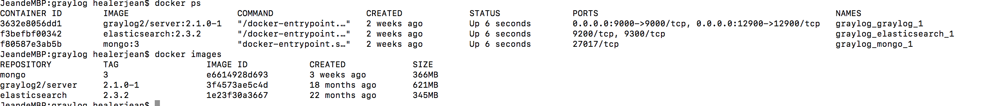 JeandeMBP:graylog healerjean$ docker ps
CONTAINER ID        IMAGE                     COMMAND                  CREATED             STATUS              PORTS                                              NAMES
3632e8056dd1        graylog2/server:2.1.0-1   "/docker-entrypoint.…"   2 weeks ago         Up 6 seconds        0.0.0.0:9000->9000/tcp, 0.0.0.0:12900->12900/tcp   graylog_graylog_1
f3befbf00342        elasticsearch:2.3.2       "/docker-entrypoint.…"   2 weeks ago         Up 6 seconds        9200/tcp, 9300/tcp                                 graylog_elasticsearch_1
f80587e3ab5b        mongo:3                   "docker-entrypoint.s…"   2 weeks ago         Up 6 seconds        27017/tcp                                          graylog_mongo_1
JeandeMBP:graylog healerjean$ docker images
REPOSITORY          TAG                 IMAGE ID            CREATED             SIZE
mongo               3                   e6614928d693        3 weeks ago         366MB
graylog2/server     2.1.0-1             3f4573ae5c4d        18 months ago       621MB
elasticsearch       2.3.2               1e23f30a3667        22 months ago       345MB
JeandeMBP:graylog healerjean$